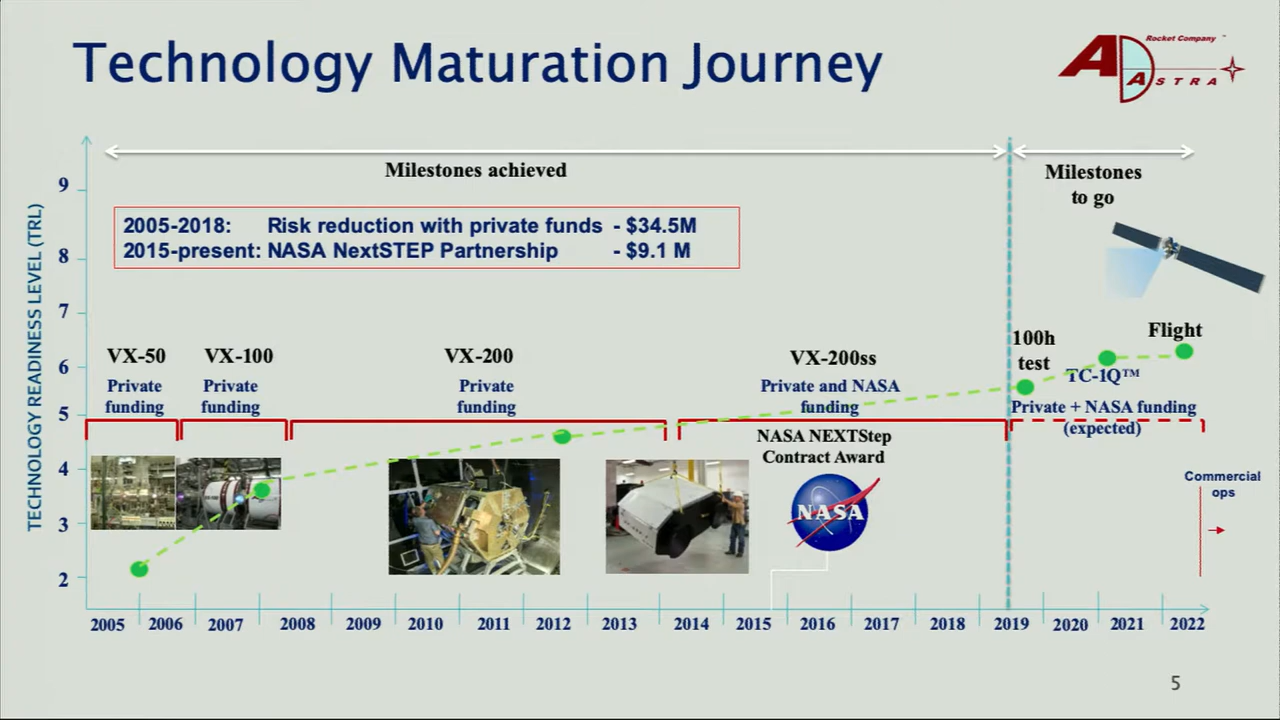 Technology Maturation Journey
Rocket Company ™
AD ASTRA
Milestones achieved
Milestones
to go
2005-2018: Risk reduction with private funds - $34.5M
2015-present: NASA NextSTEP Partnership - $9.1 M
TECHNOLOGY READINESS LEVEL (TRL)
9
8
7
6
5
4
3
2
VX-50
Private
funding
VX-100
Private
funding
VX-200
Private
funding
VX-200ss
Private and NASA
funding
NASA NEXTStep
Contract Award
NASA
100h
test
Flight
TC-1Q™
Private + NASA funding
(expected)
Commercial
ops
2005 2006 2007 2008 2009 2010 2011 2012 2013 2014 2015 2016 2017 2018 2019 2020 2021 2022
5